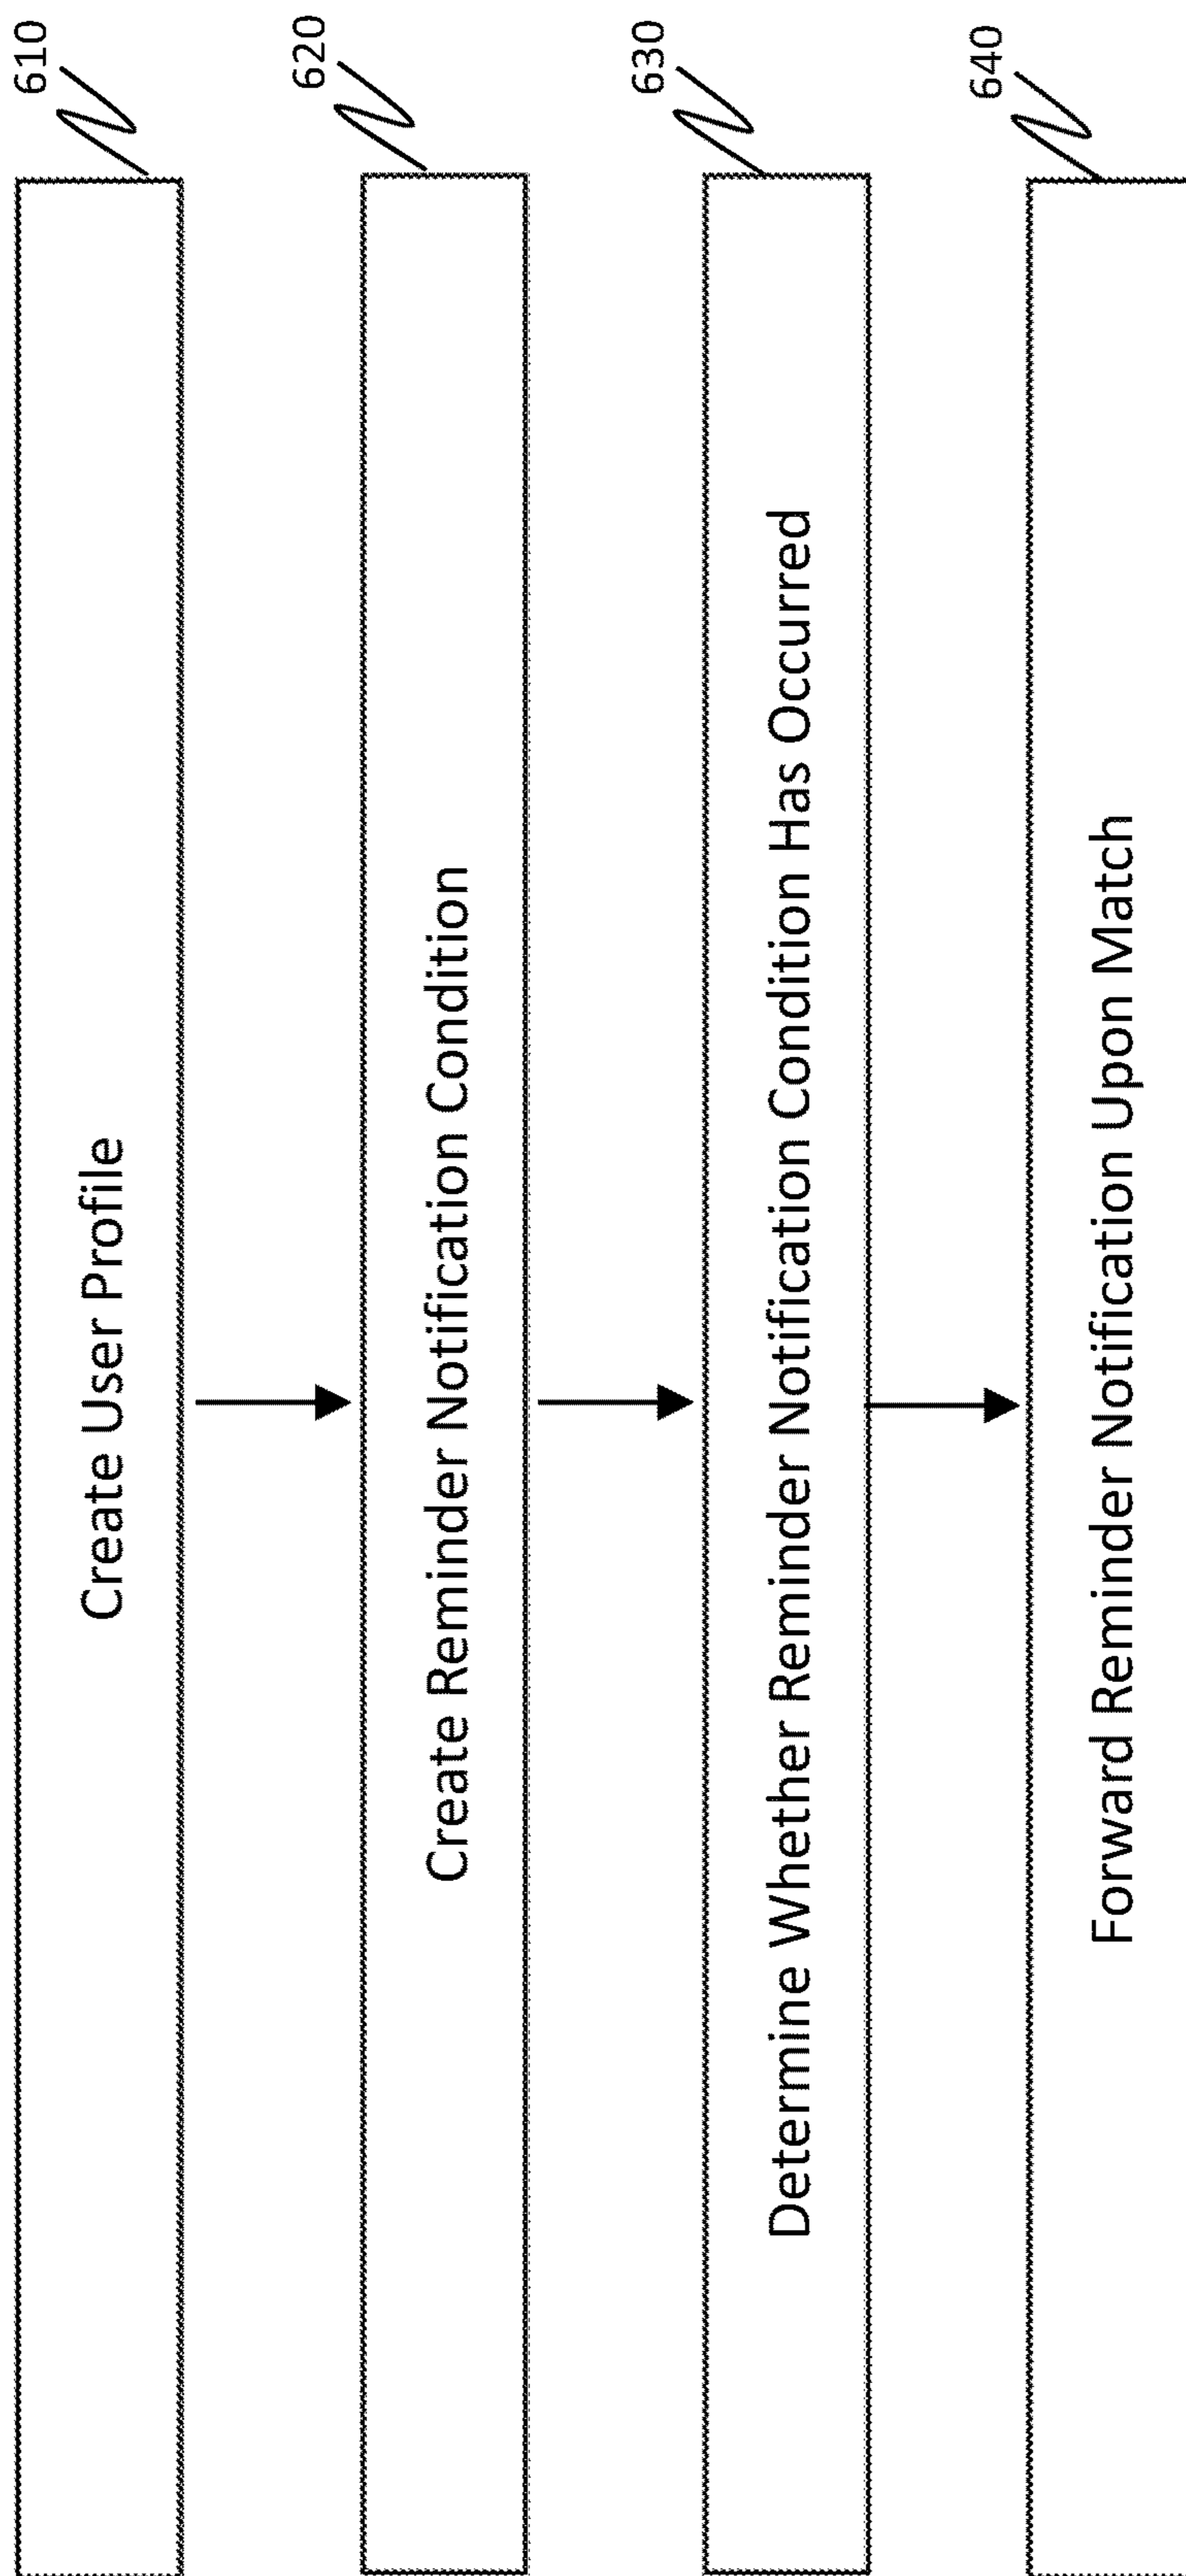 610
Create User Profile
620
Create Reminder Notification Condition
630
Determine Whether Reminder Notification Condition Has Occurred
640
Forward Reminder Notification Upon Match